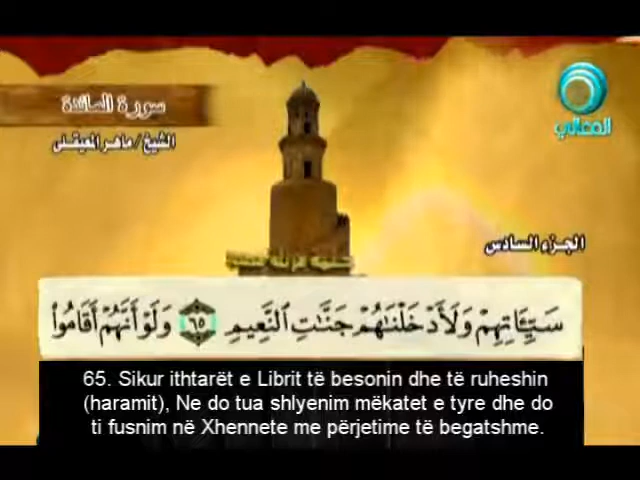 سورة المائدة
الشيخ/ماهر المعيقلى
المعالي
الجزء السادس
سَيِّـَٔاتِهِمْ وَلَأَدْخَلْنَـٰهُمْ جَنَّـٰتِ ٱلنَّعِيمِ ٦٥ وَلَوْ أَنَّهُمْ أَقَامُوا۟
65. Sikur ithtarët e Librit të besonin dhe të ruheshin
(haramit), Ne do tua shlyenim mëkatet e tyre dhe do
ti fusnim në Xhennete me përjetime të begatshme.